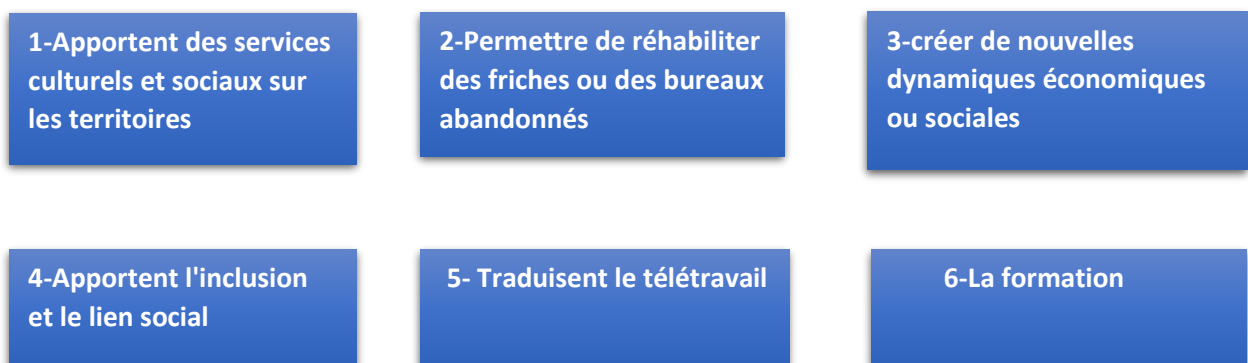 1-Apportent des services
culturels et sociaux sur
les territoires
2-Permettre de réhabiliter
des friches ou des bureaux
abandonnés
3-créer de nouvelles
dynamiques économiques
ou sociales
4-Apportent l'inclusion
et le lien social
5- Traduisent le télétravail
6-La formation